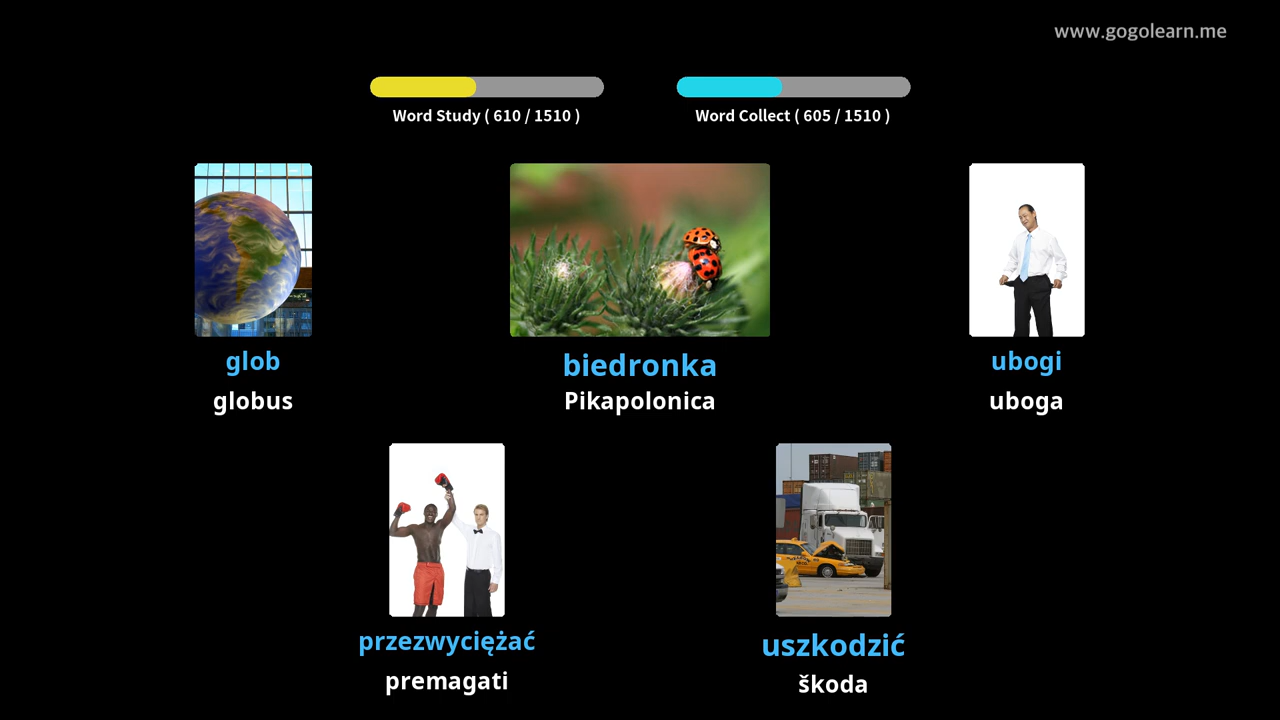 www.gogolearn.me
Word Study ( 610 / 1510 )
Word Collect ( 605 / 1510 )
glob
globus
biedronka
Pikapolonica
ubogi
uboga
przezwyciężać
premagati
uszkodzić
škoda